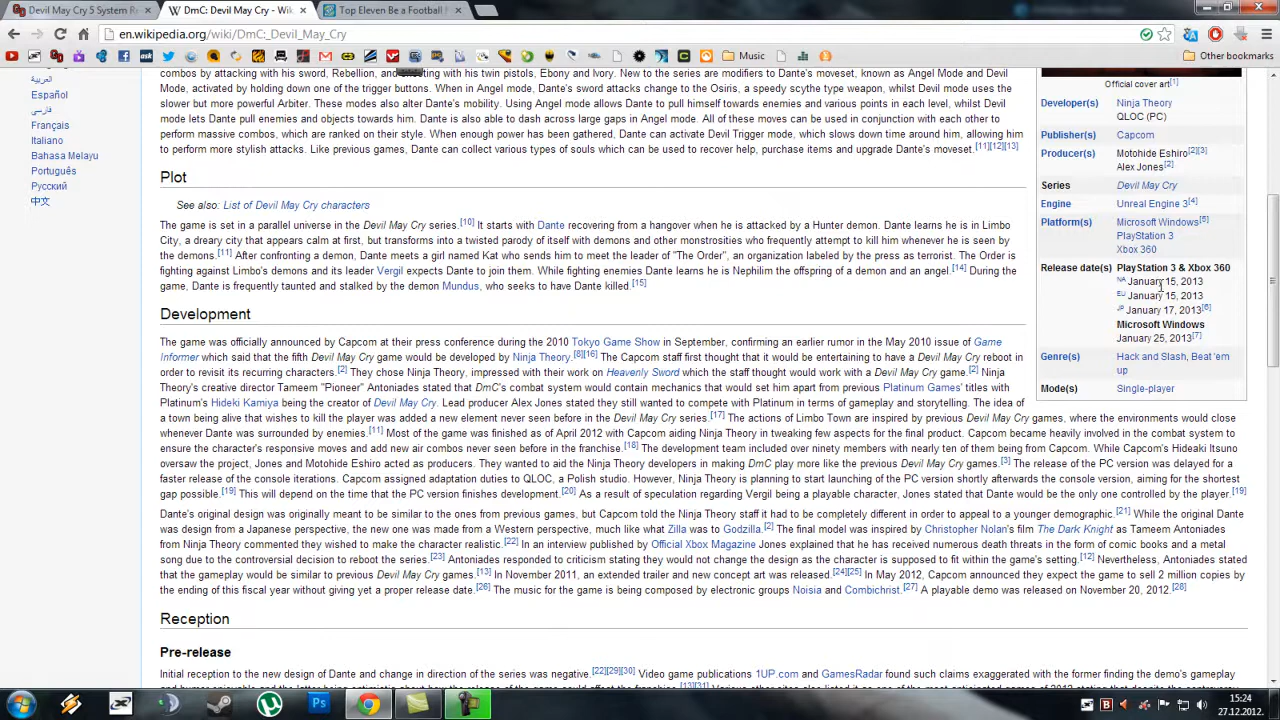 Devil May Cry 5 System Re
DmC: Devil May Cry - Wiki
Top Eleven Be a Football M
en.wikipedia.org/wiki/DmC:_Devil_May_Cry
Music
Other bookmarks
العربية
Español
فارسی
Français
Italiano
Bahasa Melayu
Português
Русский
中文
combos by attacking with his sword, Rebellion, and shooting with his twin pistols, Ebony and Ivory. New to the series are modifiers to Dante's moveset, known as Angel Mode and Devil
Mode, activated by holding down one of the trigger buttons. When in Angel mode, Dante's sword attacks change to the Osiris, a speedy scythe type weapon, whilst Devil mode uses the
slower but more powerful Arbiter. These modes also alter Dante's mobility. Using Angel mode allows Dante to pull himself towards enemies and various points in each level, whilst Devil
mode lets Dante pull enemies and objects towards him. Dante is also able to dash across large gaps in Angel mode. All of these moves can be used in conjunction with each other to
perform massive combos, which are ranked on their style. When enough power has been gathered, Dante can activate Devil Trigger mode, which slows down time around him, allowing him
to perform more stylish attacks. Like previous games, Dante can collect various types of souls which can be used to recover help, purchase items and upgrade Dante's moveset.[11][12][13]
Plot
See also: List of Devil May Cry characters
The game is set in a parallel universe in the Devil May Cry series.[10] It starts with Dante recovering from a hangover when he is attacked by a Hunter demon. Dante learns he is in Limbo
City, a dreary city that appears calm at first, but transforms into a twisted parody of itself with demons and other monstrosities who frequently attempt to kill him whenever he is seen by
the demons.[11] After confronting a demon, Dante meets a girl named Kat who sends him to meet the leader of "The Order", an organization labeled by the press as terrorist. The Order is
fighting against Limbo's demons and its leader Vergil expects Dante to join them. While fighting enemies Dante learns he is Nephilim the offspring of a demon and an angel.[14] During the
game, Dante is frequently taunted and stalked by the demon Mundus, who seeks to have Dante killed.[15]
Development
The game was officially announced by Capcom at their press conference during the 2010 Tokyo Game Show in September, confirming an earlier rumor in the May 2010 issue of Game
Informer which said that the fifth Devil May Cry game would be developed by Ninja Theory.[8][16] The Capcom staff first thought that it would be entertaining to have a Devil May Cry reboot in
order to revisit its recurring characters.[2] They chose Ninja Theory, impressed with their work on Heavenly Sword which the staff thought would work with a Devil May Cry game.[2] Ninja
Theory's creative director Tameem "Pioneer" Antoniades stated that DmC's combat system would contain mechanics that would set him apart from previous Platinum Games' titles with
Platinum's Hideki Kamiya being the creator of Devil May Cry. Lead producer Alex Jones stated they still wanted to compete with Platinum in terms of gameplay and storytelling. The idea of
a town being alive that wishes to kill the player was added a new element never seen before in the Devil May Cry series.[17] The actions of Limbo Town are inspired by previous Devil May Cry games, where the environments would close
whenever Dante was surrounded by enemies.[11] Most of the game was finished as of April 2012 with Capcom aiding Ninja Theory in tweaking few aspects for the final product. Capcom became heavily involved in the combat system to
ensure the character's responsive moves and add new air combos never seen before in the franchise.[18] The development team included over ninety members with nearly ten of them being from Capcom. While Capcom's Hideaki Itsuno
oversaw the project, Jones and Motohide Eshiro acted as producers. They wanted to aid the Ninja Theory developers in making DmC play more like the previous Devil May Cry games.[3] The release of the PC version was delayed for a
faster release of the console iterations. Capcom assigned adaptation duties to QLOC, a Polish studio. However, Ninja Theory is planning to start launching of the PC version shortly afterwards the console version, aiming for the shortest
gap possible.[19] This will depend on the time that the PC version finishes development.[20] As a result of speculation regarding Vergil being a playable character, Jones stated that Dante would be the only one controlled by the player.[19]
Dante's original design was originally meant to be similar to the ones from previous games, but Capcom told the Ninja Theory staff it had to be completely different in order to appeal to a younger demographic.[21] While the original Dante
was design from a Japanese perspective, the new one was made from a Western perspective, much like what Zilla was to Godzilla.[2] The final model was inspired by Christopher Nolan's film The Dark Knight as Tameem Antoniades
from Ninja Theory commented they wished to make the character realistic.[22] In an interview published by Official Xbox Magazine Jones explained that he has received numerous death threats in the form of comic books and a metal
song due to the controversial decision to reboot the series.[23] Antoniades responded to criticism stating they would not change the design as the character is supposed to fit within the game's setting.[12] Nevertheless, Antoniades stated
that the gameplay would be similar to previous Devil May Cry games.[13] In November 2011, an extended trailer and new concept art was released.[24][25] In May 2012, Capcom announced they expect the game to sell 2 million copies by
the ending of this fiscal year without giving yet a proper release date.[26] The music for the game is being composed by electronic groups Noisia and Combichrist.[27] A playable demo was released on November 20, 2012.[28]
Reception
Pre-release
Initial reception to the new design of Dante and change in direction of the series was negative.[22][29][30] Video game publications 1UP.com and GamesRadar found such claims exaggerated with the former finding the demo's gameplay
Official cover art[1]
Developer(s) Ninja Theory
QLOC (PC)
Publisher(s) Capcom
Producer(s) Motohide Eshiro[2][3]
Alex Jones[2]
Series Devil May Cry
Engine Unreal Engine 3[4]
Platform(s) Microsoft Windows[5]
PlayStation 3
Xbox 360
Release date(s) PlayStation 3 & Xbox 360
NA January 15, 2013
EU January 15, 2013
JP January 17, 2013[6]
Microsoft Windows
January 25, 2013[7]
Genre(s) Hack and Slash, Beat 'em
up
Mode(s) Single-player
15:24
27.12.2012.